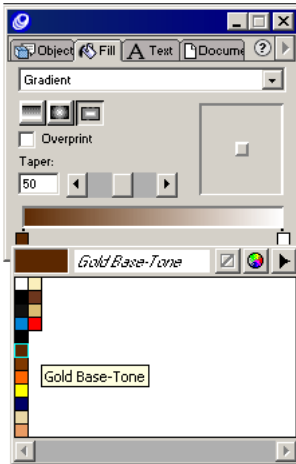 Object Fill A Text Docume ?
Gradient
Overprint
Taper:
50
Gold Base-Tone
Gold Base-Tone